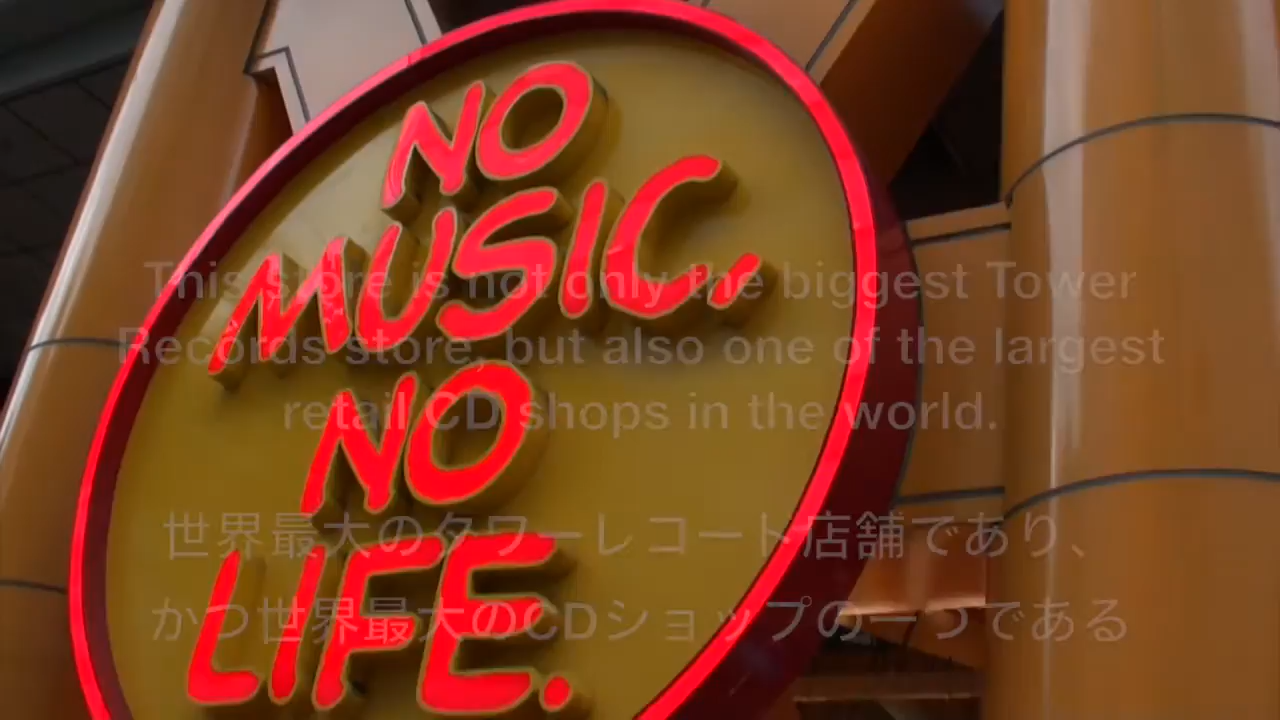 NO
MUSIC,
NO
LIFE.
This store is not only the biggest Tower
Records store, but also one of the largest
retail CD shops in the world.
世界最大のタワーレコード店舗であり、
かつ世界最大のCDショップの一つである